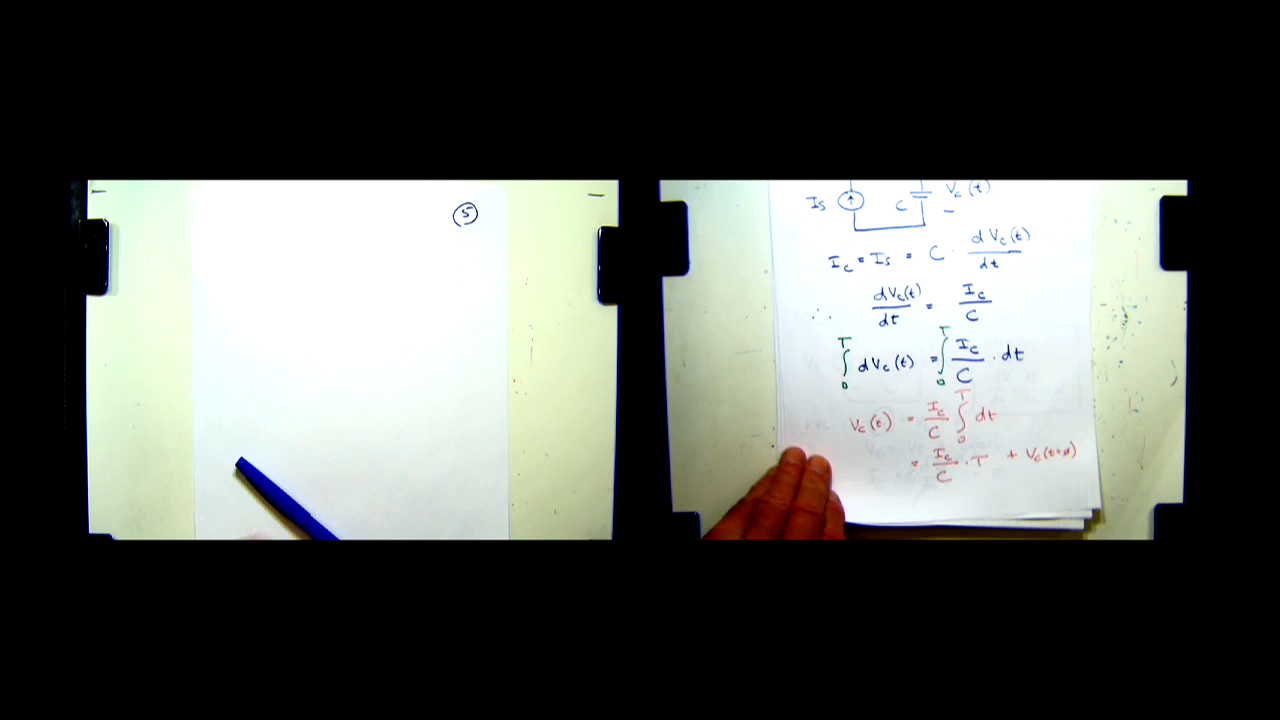 5
Is C Vc(t)
−
Ic = Is = C · dVc(t)/dt
∴ dVc(t)/dt = Ic/C
∫₀ᵀ dVc(t) = ∫₀ᵀ Ic/C · dt
Vc(t) = Ic/C ∫₀ᵀ dt
= Ic/C · T + Vc(t=ø)